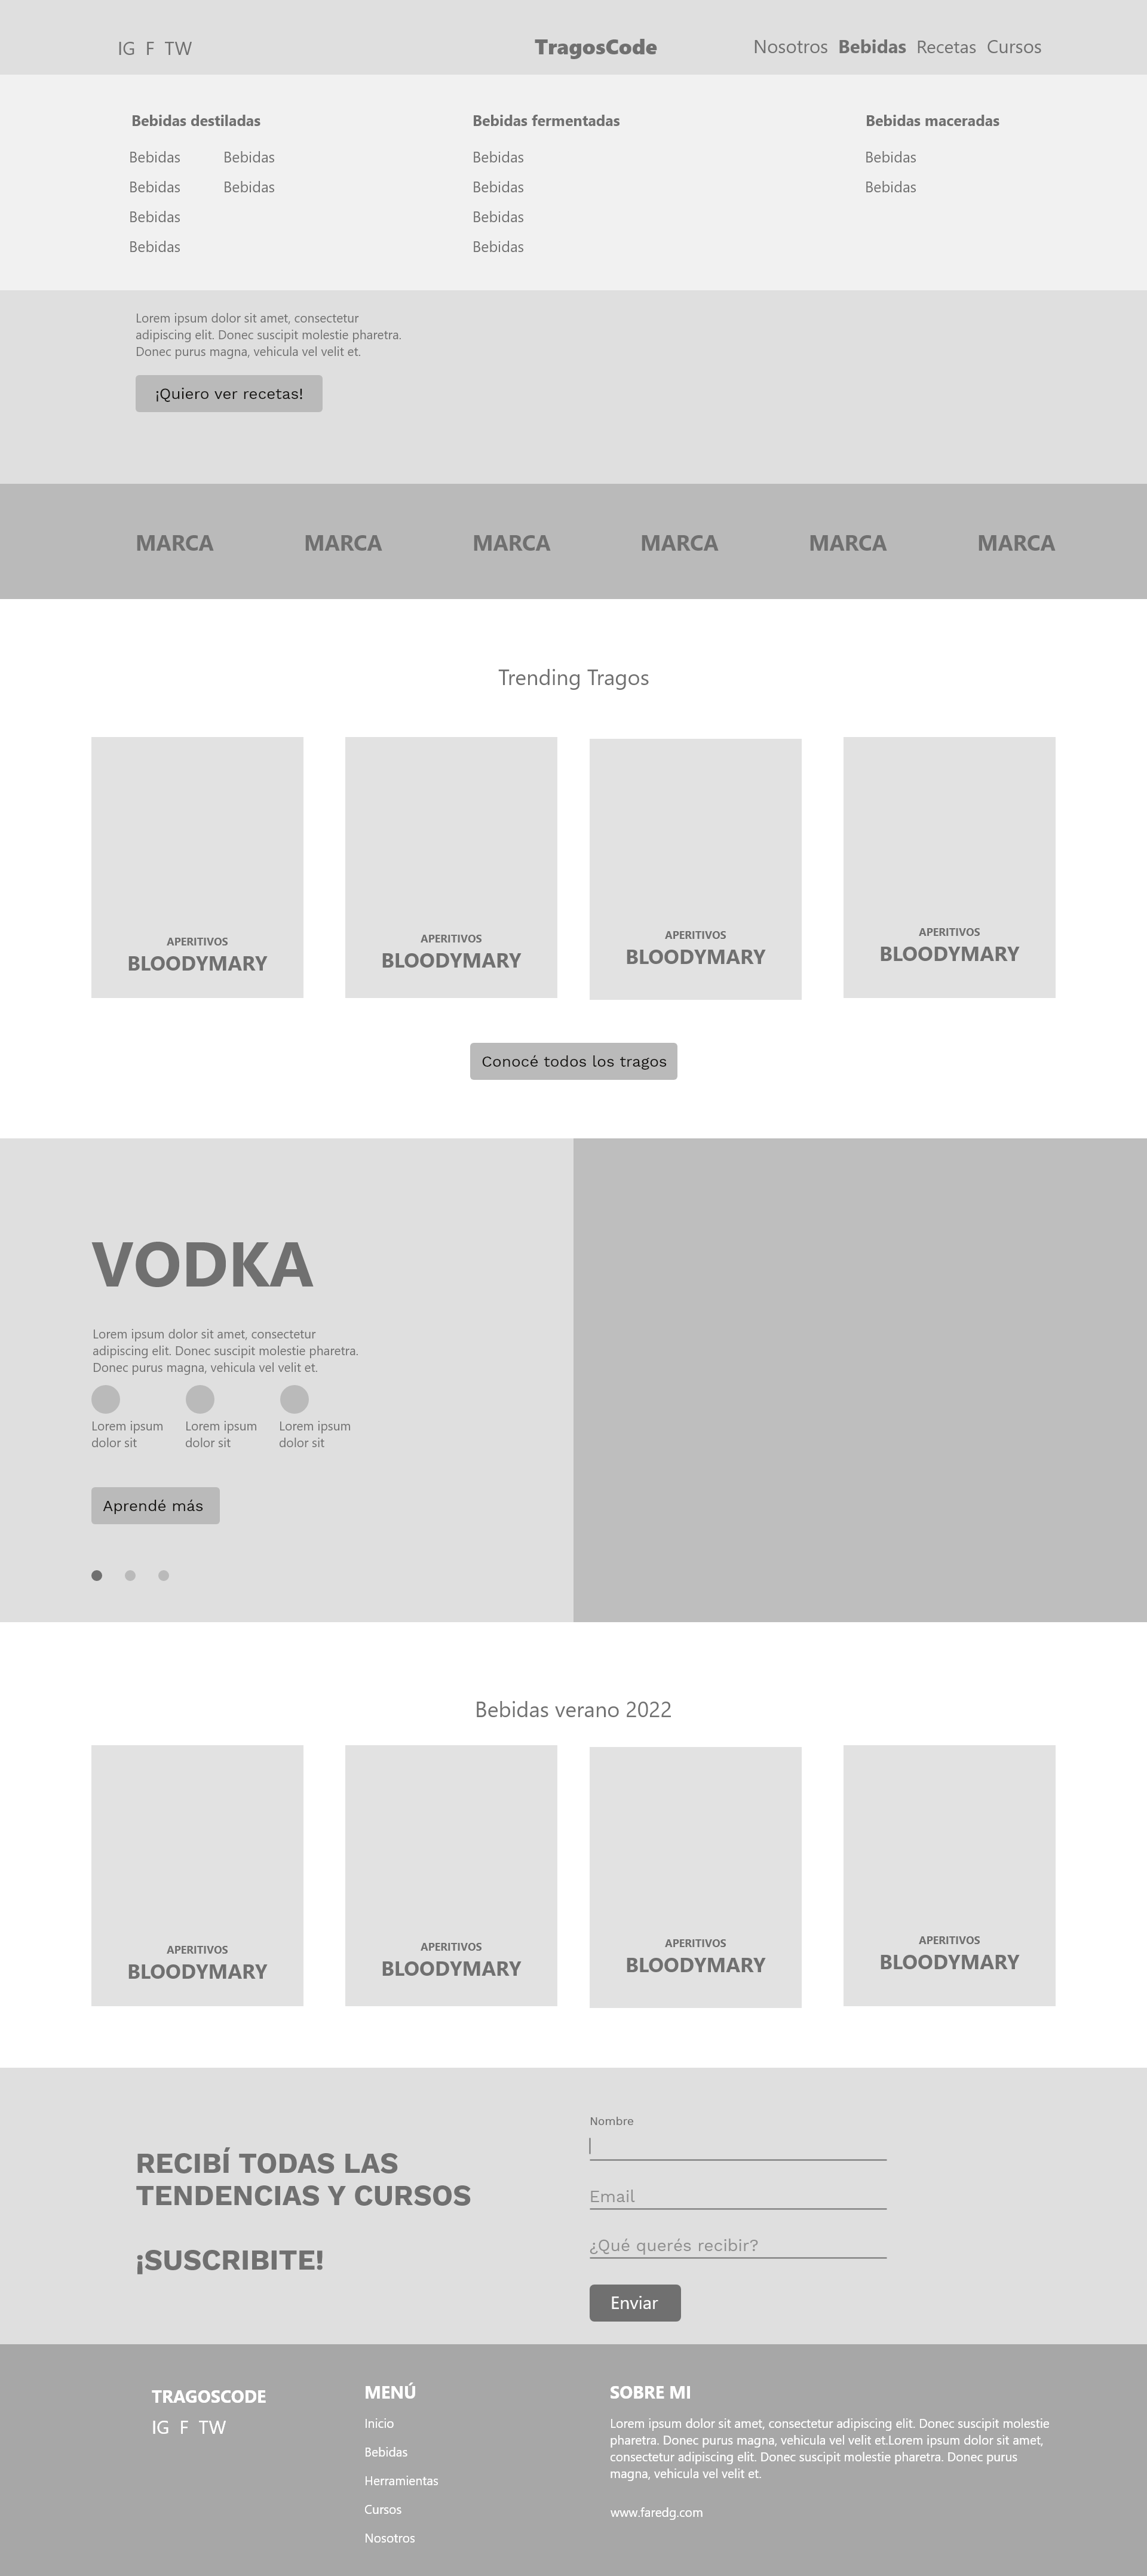 IG F TW
TragosCode
Nosotros Bebidas Recetas Cursos
Bebidas destiladas
Bebidas Bebidas
Bebidas Bebidas
Bebidas
Bebidas
Bebidas fermentadas
Bebidas
Bebidas
Bebidas
Bebidas
Bebidas maceradas
Bebidas
Bebidas
Lorem ipsum dolor sit amet, consectetur
adipiscing elit. Donec suscipit molestie pharetra.
Donec purus magna, vehicula vel velit et.
¡Quiero ver recetas!
MARCA MARCA MARCA MARCA MARCA MARCA
Trending Tragos
APERITIVOS
BLOODYMARY
APERITIVOS
BLOODYMARY
APERITIVOS
BLOODYMARY
APERITIVOS
BLOODYMARY
Conocé todos los tragos
VODKA
Lorem ipsum dolor sit amet, consectetur
adipiscing elit. Donec suscipit molestie pharetra.
Donec purus magna, vehicula vel velit et.
Lorem ipsum
dolor sit
Lorem ipsum
dolor sit
Lorem ipsum
dolor sit
Aprendé más
Bebidas verano 2022
APERITIVOS
BLOODYMARY
APERITIVOS
BLOODYMARY
APERITIVOS
BLOODYMARY
APERITIVOS
BLOODYMARY
RECIBÍ TODAS LAS
TENDENCIAS Y CURSOS
¡SUSCRIBITE!
Nombre
Email
¿Qué querés recibir?
Enviar
TRAGOSCODE
IG F TW
MENÚ
Inicio
Bebidas
Herramientas
Cursos
Nosotros
SOBRE MI
Lorem ipsum dolor sit amet, consectetur adipiscing elit. Donec suscipit molestie
pharetra. Donec purus magna, vehicula vel velit et.Lorem ipsum dolor sit amet,
consectetur adipiscing elit. Donec suscipit molestie pharetra. Donec purus
magna, vehicula vel velit et.
www.faredg.com